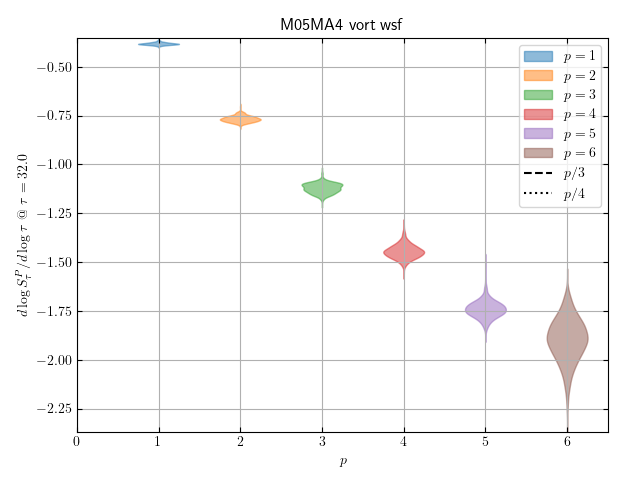 M05MA4 vort wsf
d log S_τ^P / d log τ @ τ = 32.0
−0.50
−0.75
−1.00
−1.25
−1.50
−1.75
−2.00
−2.25
p = 1
p = 2
p = 3
p = 4
p = 5
p = 6
p/3
p/4
0 1 2 3 4 5 6
p